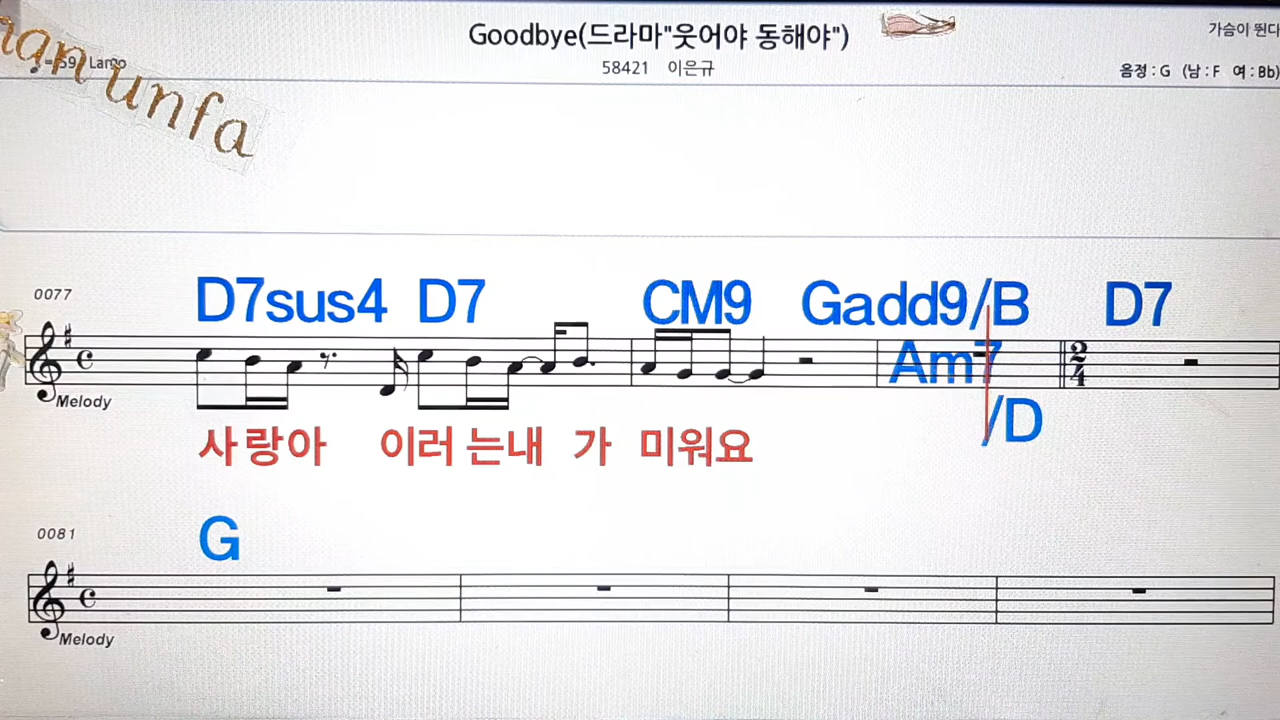 Goodbye(드라마"웃어야 동해야")
가슴이 뛴다
58421 이은규
= 59 Largo
음정 : G (남 : F 여 : Bb)
unfa
0077
D7sus4 D7 CM9 Gadd9/B D7
Am7
/D
Melody
사랑아 이러는내 가 미워요
0081
G
Melody